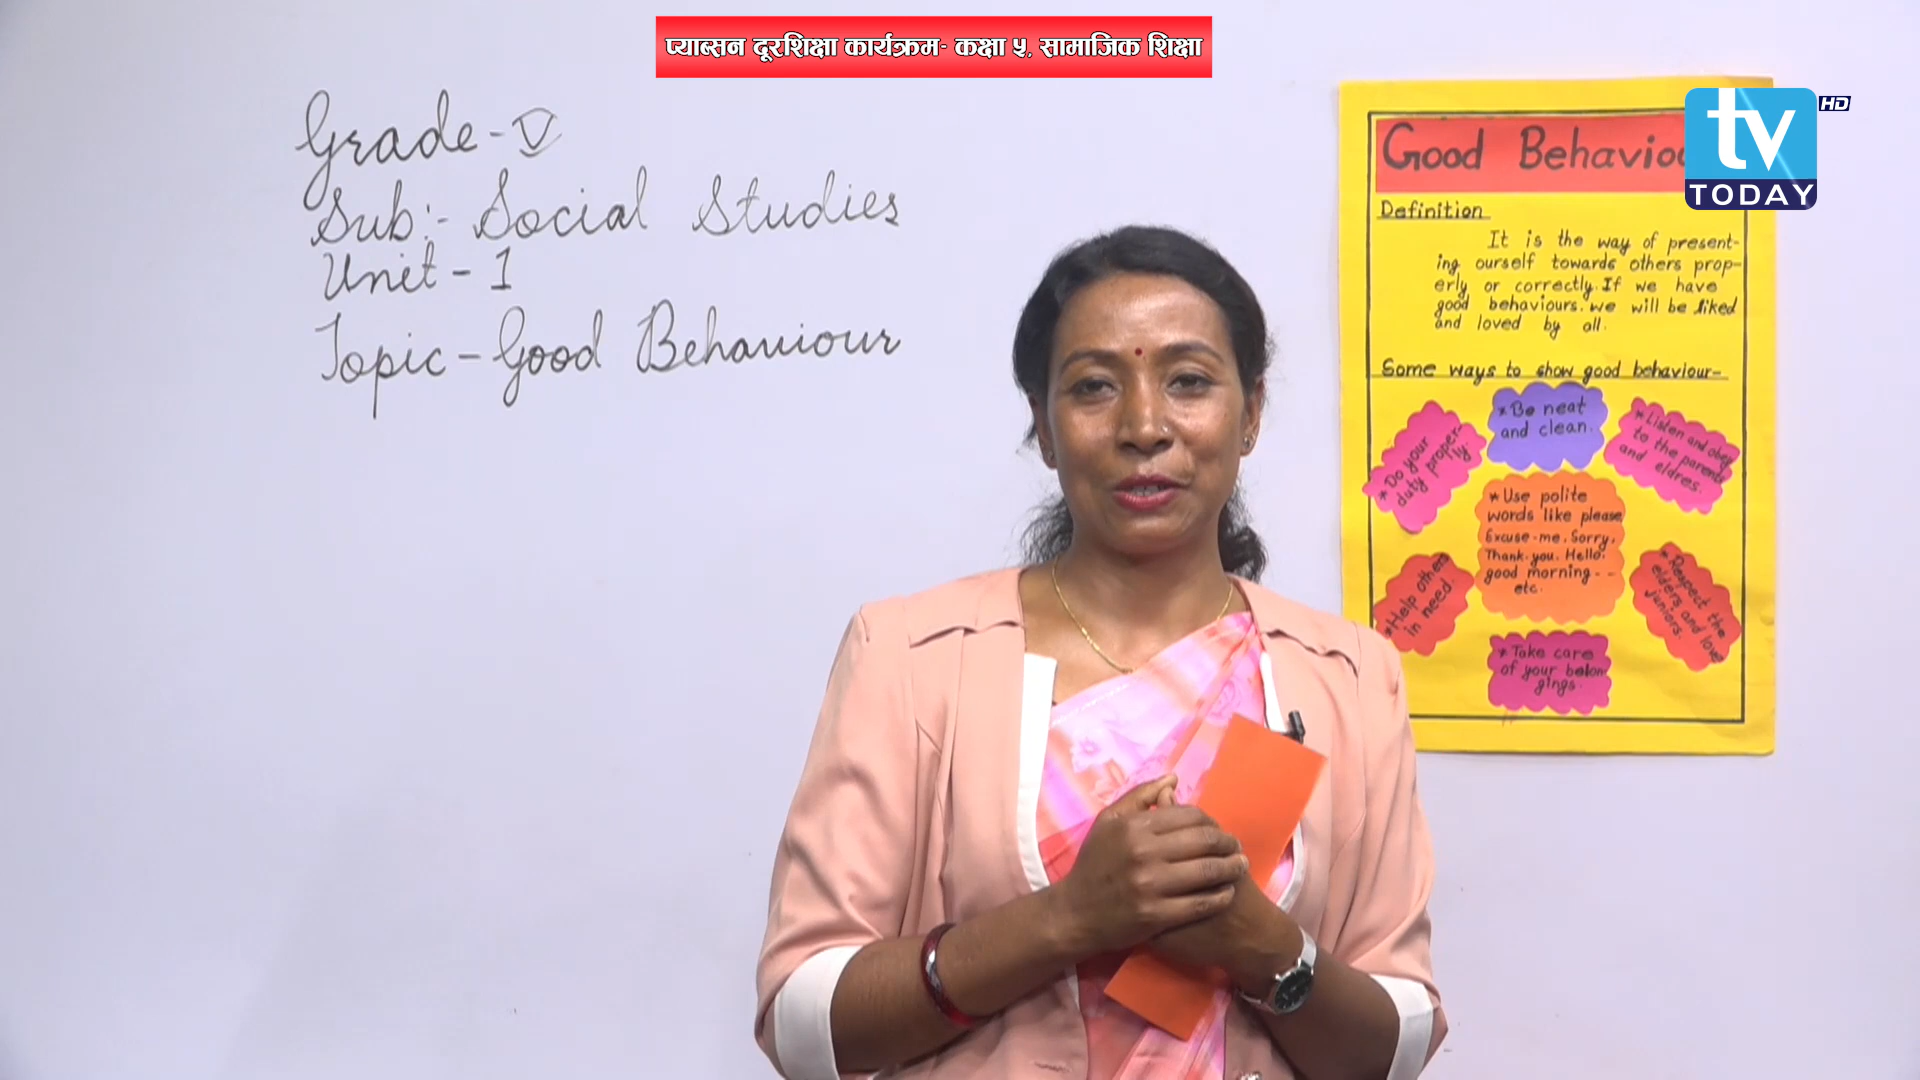 प्याब्सन दूरशिक्षा कार्यक्रम- कक्षा ५, सामाजिक शिक्षा
Grade-V
Sub:- Social Studies
Unit - 1
Topic - Good Behaviour
tv
TODAY
HD
Good Behaviou
Definition
It is the way of present-
ing ourself towards others prop-
erly or correctly. If we have
good behaviours. we will be liked
and loved by all.
Some ways to show good behaviour-
* Do your
duty proper-
ly.
* Be neat
and clean.
* Listen and obey
to the parents
and eldres.
* Use polite
words like please,
Excuse-me, Sorry,
Thank-you. Hello.
good morning--
etc.
* Help others
in need.
* Respect the
elders and love
juniors.
* Take care
of your belon
gings.